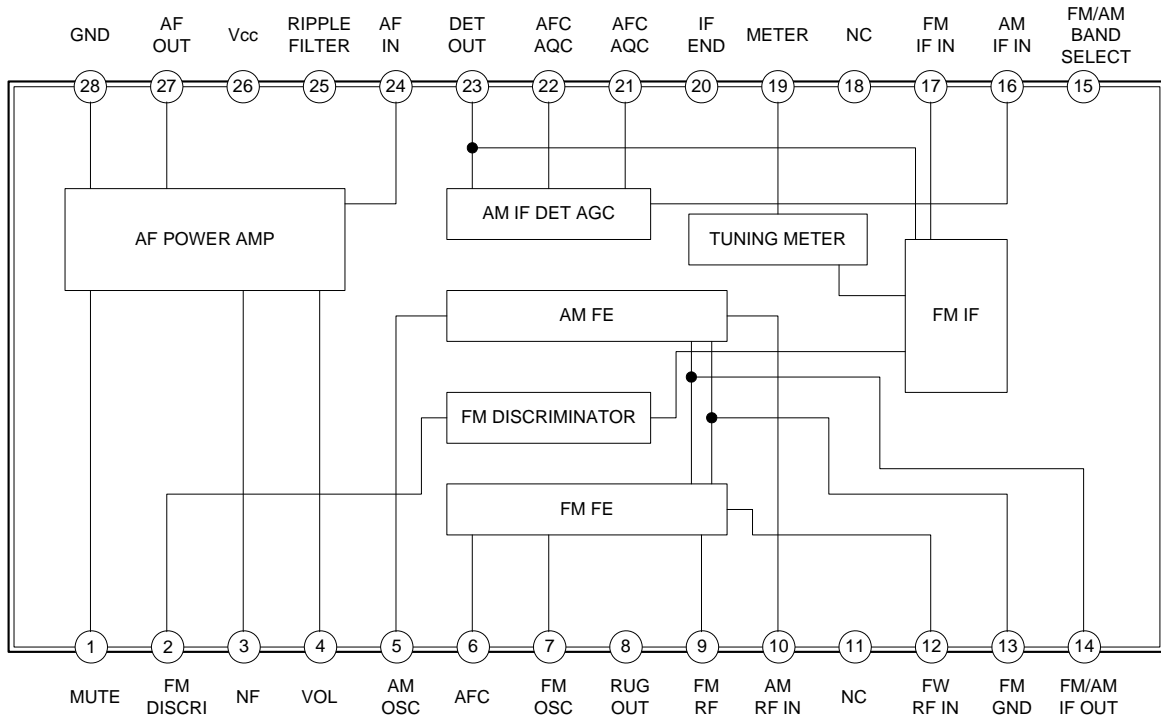 GND
AF
OUT
Vcc
RIPPLE
FILTER
AF
IN
DET
OUT
AFC
AQC
AFC
AQC
IF
END
METER
NC
FM
IF IN
AM
IF IN
FM/AM
BAND
SELECT
28 27 26 25 24 23 22 21 20 19 18 17 16 15
AF POWER AMP
AM IF DET AGC
TUNING METER
FM IF
AM FE
FM DISCRIMINATOR
FM FE
1 2 3 4 5 6 7 8 9 10 11 12 13 14
MUTE
FM
DISCRI
NF
VOL
AM
OSC
AFC
FM
OSC
RUG
OUT
FM
RF
AM
RF IN
NC
FW
RF IN
FM
GND
FM/AM
IF OUT